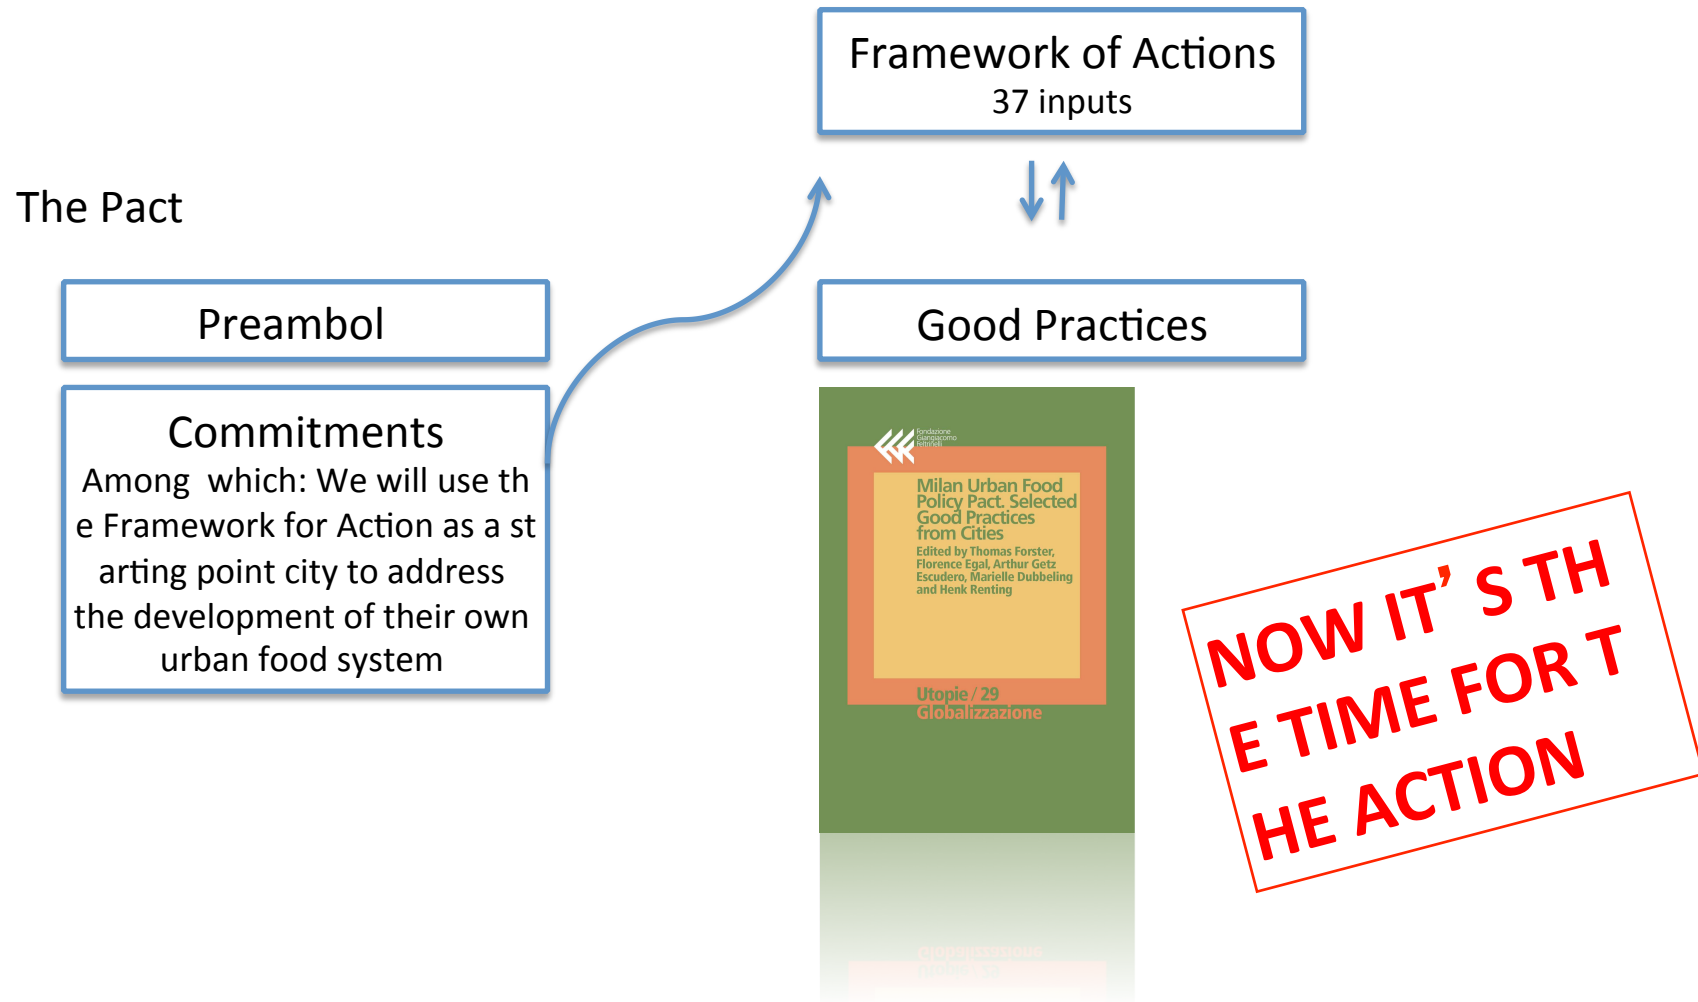 Framework of Actions
37 inputs
The Pact
Preambol
Commitments
Among which: We will use th
e Framework for Action as a st
arting point city to address
the development of their own
urban food system
Good Practices
Fondazione
Giangiacomo
Feltrinelli
Milan Urban Food
Policy Pact. Selected
Good Practices
from Cities
Edited by Thomas Forster,
Florence Egal, Arthur Getz
Escudero, Marielle Dubbeling
and Henk Renting
Utopie / 29
Globalizzazione
NOW IT’ S TH
E TIME FOR T
HE ACTION